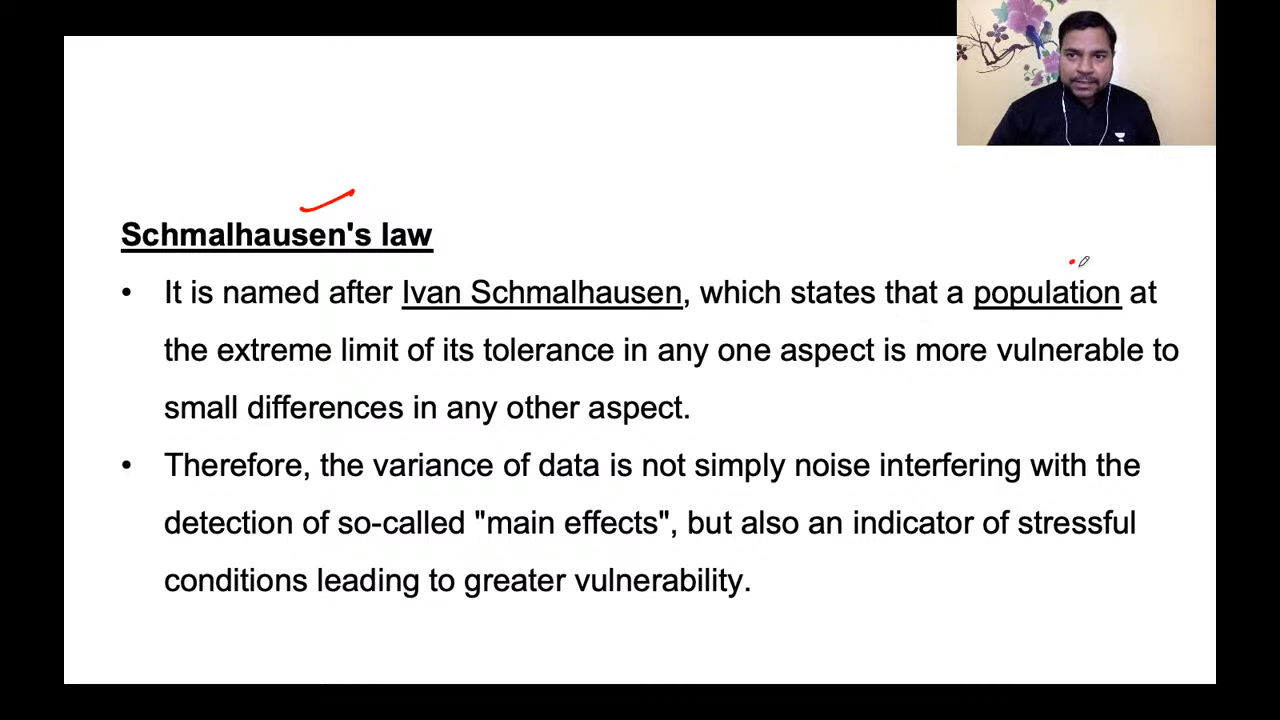 Schmalhausen's law
• It is named after Ivan Schmalhausen, which states that a population at
the extreme limit of its tolerance in any one aspect is more vulnerable to
small differences in any other aspect.
• Therefore, the variance of data is not simply noise interfering with the
detection of so-called "main effects", but also an indicator of stressful
conditions leading to greater vulnerability.